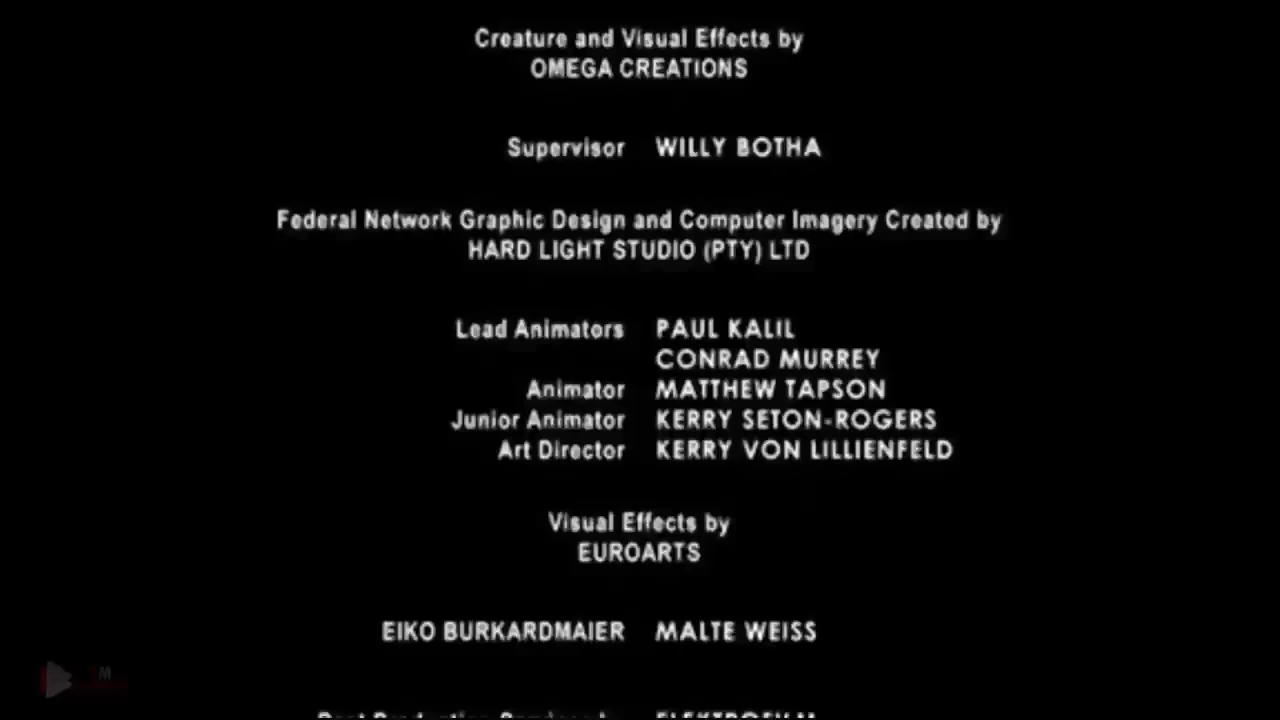 Creature and Visual Effects by
OMEGA CREATIONS
Supervisor WILLY BOTHA
Federal Network Graphic Design and Computer Imagery Created by
HARD LIGHT STUDIO (PTY) LTD
Lead Animators PAUL KALIL
CONRAD MURREY
Animator MATTHEW TAPSON
Junior Animator KERRY SETON-ROGERS
Art Director KERRY VON LILLIENFELD
Visual Effects by
EUROARTS
EIKO BURKARDMAIER MALTE WEISS